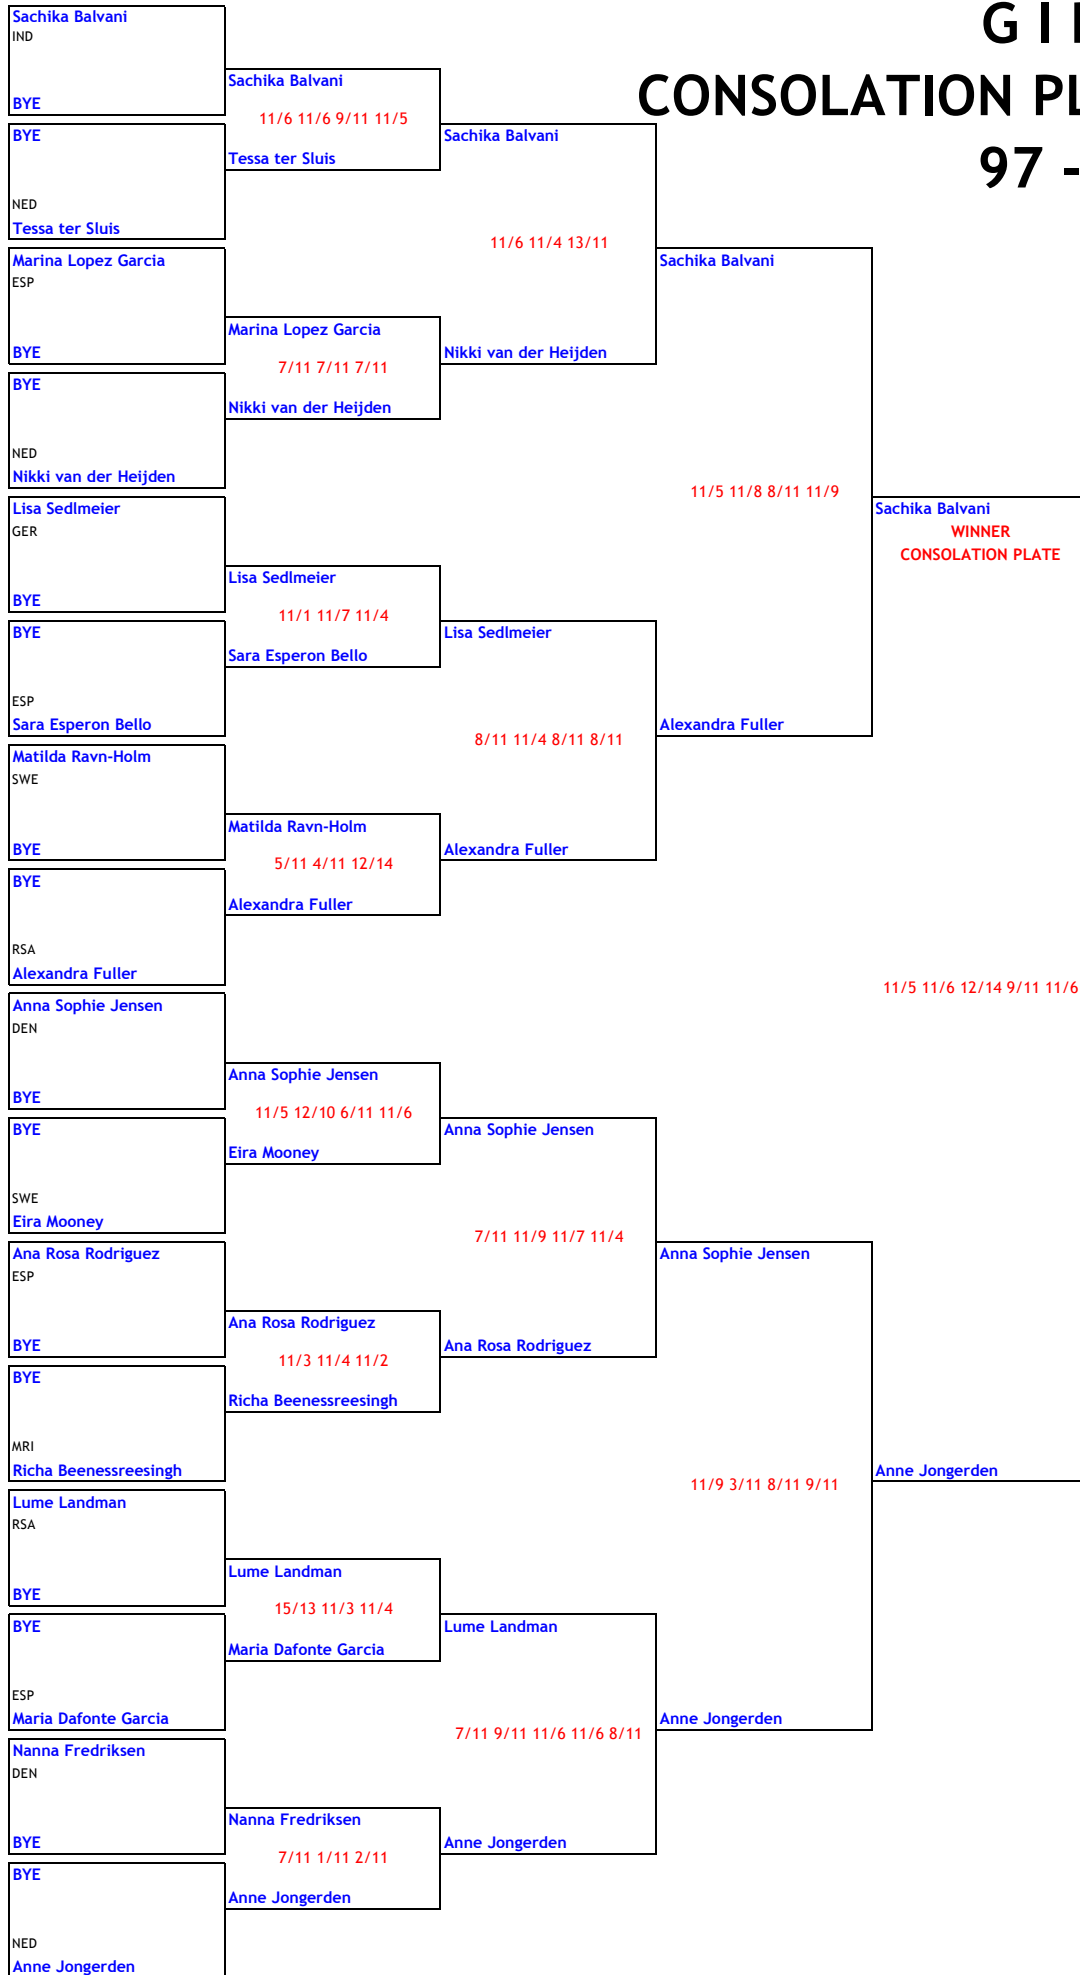 G I
CONSOLATION PL
97 -
Sachika Balvani
IND
BYE
BYE
NED
Tessa ter Sluis
Marina Lopez Garcia
ESP
BYE
BYE
NED
Nikki van der Heijden
Lisa Sedlmeier
GER
BYE
BYE
ESP
Sara Esperon Bello
Matilda Ravn-Holm
SWE
BYE
BYE
RSA
Alexandra Fuller
Anna Sophie Jensen
DEN
BYE
BYE
SWE
Eira Mooney
Ana Rosa Rodriguez
ESP
BYE
BYE
MRI
Richa Beenessreesingh
Lume Landman
RSA
BYE
BYE
ESP
Maria Dafonte Garcia
Nanna Fredriksen
DEN
BYE
BYE
NED
Anne Jongerden
Sachika Balvani
11/6 11/6 9/11 11/5
Tessa ter Sluis
Marina Lopez Garcia
7/11 7/11 7/11
Nikki van der Heijden
Lisa Sedlmeier
11/1 11/7 11/4
Sara Esperon Bello
Matilda Ravn-Holm
5/11 4/11 12/14
Alexandra Fuller
Anna Sophie Jensen
11/5 12/10 6/11 11/6
Eira Mooney
Ana Rosa Rodriguez
11/3 11/4 11/2
Richa Beenessreesingh
Lume Landman
15/13 11/3 11/4
Maria Dafonte Garcia
Nanna Fredriksen
7/11 1/11 2/11
Anne Jongerden
Sachika Balvani
11/6 11/4 13/11
Nikki van der Heijden
Lisa Sedlmeier
8/11 11/4 8/11 8/11
Alexandra Fuller
Anna Sophie Jensen
7/11 11/9 11/7 11/4
Ana Rosa Rodriguez
Lume Landman
7/11 9/11 11/6 11/6 8/11
Anne Jongerden
Sachika Balvani
11/5 11/8 8/11 11/9
Alexandra Fuller
Anna Sophie Jensen
11/9 3/11 8/11 9/11
Anne Jongerden
Sachika Balvani
WINNER
CONSOLATION PLATE
11/5 11/6 12/14 9/11 11/6
Anne Jongerden